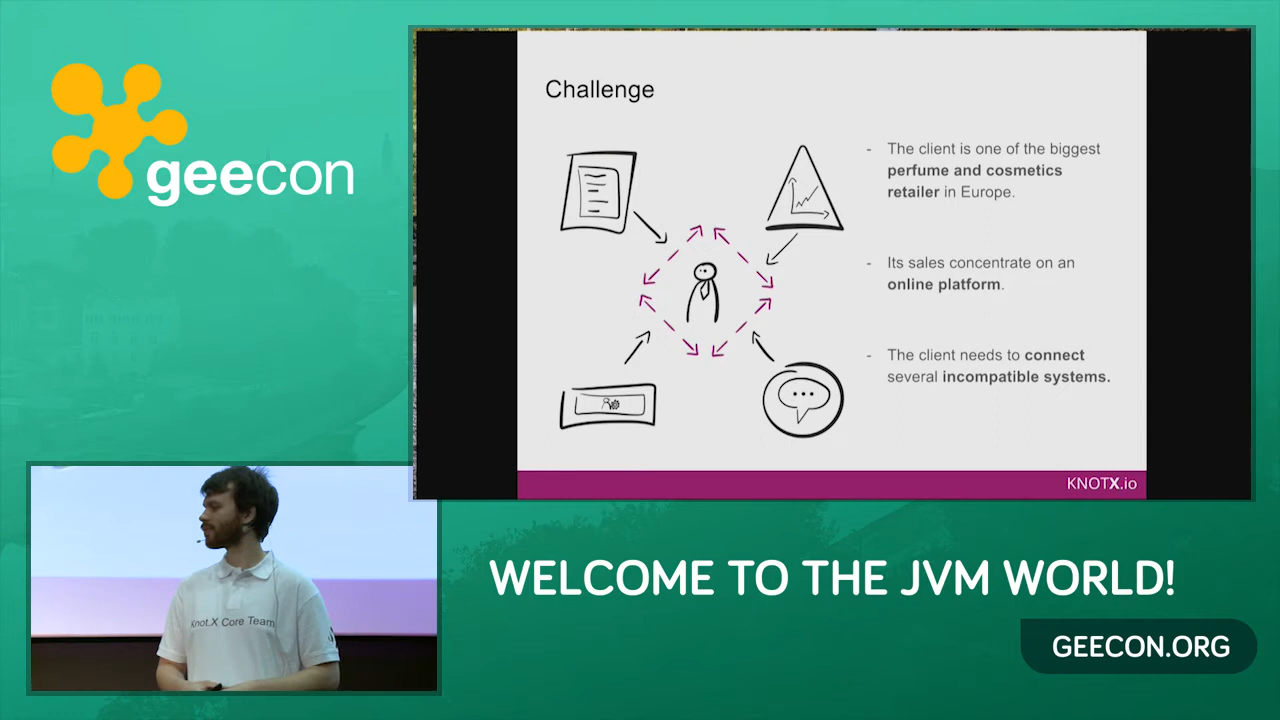 geecon
Challenge
- The client is one of the biggest
perfume and cosmetics
retailer in Europe.
- Its sales concentrate on an
online platform.
- The client needs to connect
several incompatible systems.
KNOTX.io
Knot.X Core Team
WELCOME TO THE JVM WORLD!
GEECON.ORG